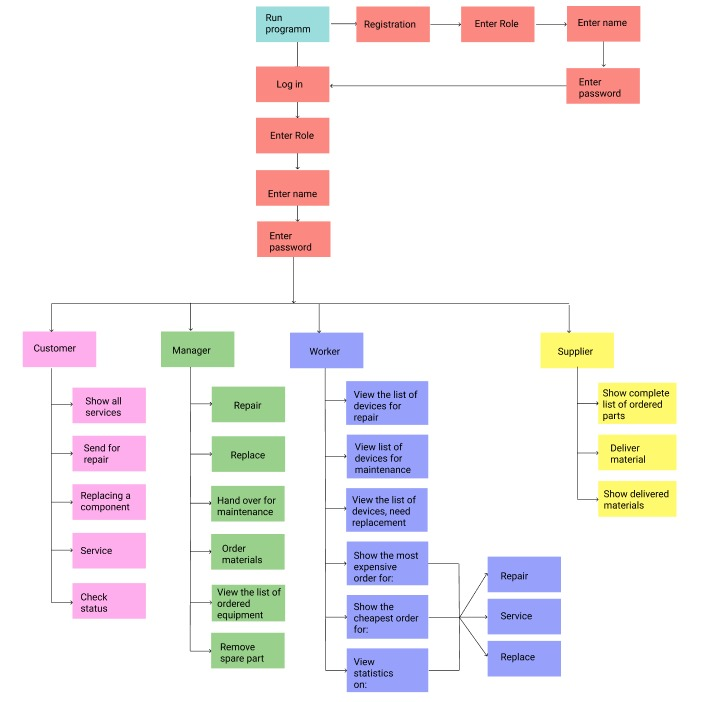 Run
programm
Registration
Enter Role
Enter name
Enter
password
Log in
Enter Role
Enter name
Enter
password
Customer
Show all
services
Send for
repair
Replacing a
component
Service
Check
status
Manager
Repair
Replace
Hand over for
maintenance
Order
materials
View the list of
ordered
equipment
Remove
spare part
Worker
View the list of
devices for
repair
View list of
devices for
maintenance
View the list of
devices, need
replacement
Show the most
expensive
order for:
Show the
cheapest order
for:
View
statistics
on:
Repair
Service
Replace
Supplier
Show complete
list of ordered
parts
Deliver
material
Show delivered
materials